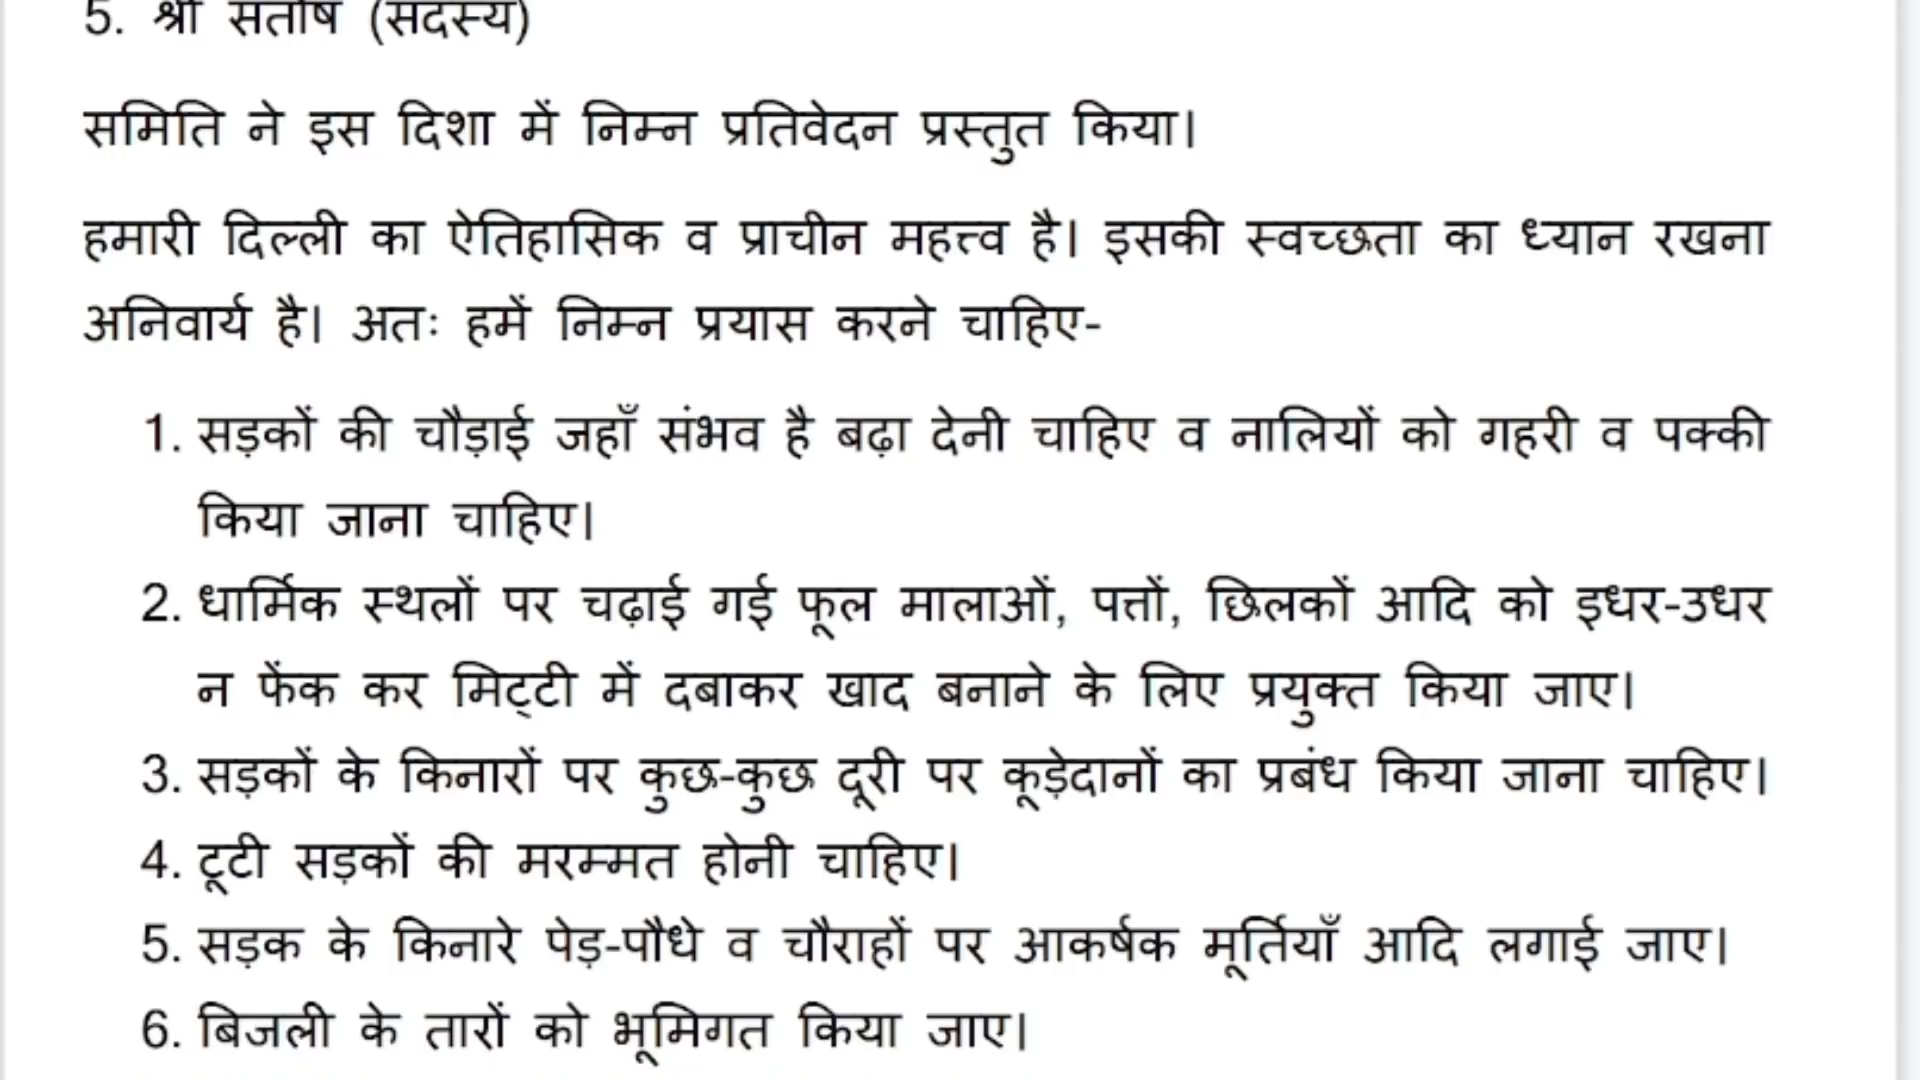 5. श्री संतोष (सदस्य)
समिति ने इस दिशा में निम्न प्रतिवेदन प्रस्तुत किया।
हमारी दिल्ली का ऐतिहासिक व प्राचीन महत्त्व है। इसकी स्वच्छता का ध्यान रखना
अनिवार्य है। अतः हमें निम्न प्रयास करने चाहिए-
1. सड़कों की चौड़ाई जहाँ संभव है बढ़ा देनी चाहिए व नालियों को गहरी व पक्की
किया जाना चाहिए।
2. धार्मिक स्थलों पर चढ़ाई गई फूल मालाओं, पत्तों, छिलकों आदि को इधर-उधर
न फेंक कर मिट्टी में दबाकर खाद बनाने के लिए प्रयुक्त किया जाए।
3. सड़कों के किनारों पर कुछ-कुछ दूरी पर कूड़ेदानों का प्रबंध किया जाना चाहिए।
4. टूटी सड़कों की मरम्मत होनी चाहिए।
5. सड़क के किनारे पेड़-पौधे व चौराहों पर आकर्षक मूर्तियाँ आदि लगाई जाए।
6. बिजली के तारों को भूमिगत किया जाए।